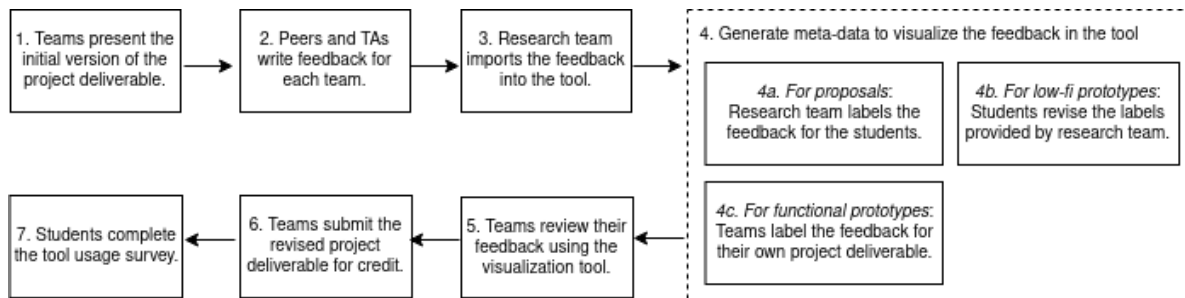 1. Teams present the
initial version of the
project deliverable.
2. Peers and TAs
write feedback for
each team.
3. Research team
imports the feedback
into the tool.
4. Generate meta-data to visualize the feedback in the tool
4a. For proposals:
Research team labels the
feedback for the students.
4b. For low-fi prototypes:
Students revise the labels
provided by research team.
4c. For functional prototypes:
Teams label the feedback for
their own project deliverable.
5. Teams review their
feedback using the
visualization tool.
6. Teams submit the
revised project
deliverable for credit.
7. Students complete
the tool usage survey.